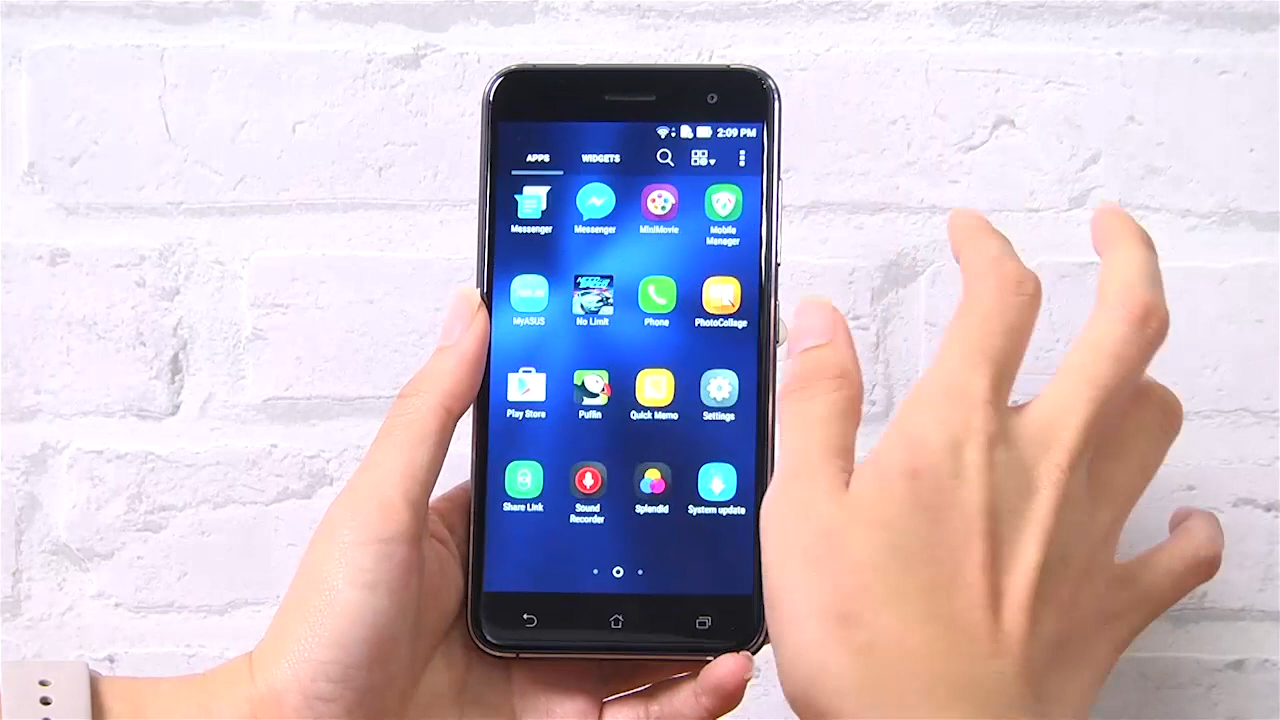 2:09 PM
APPS WIDGETS
Messenger Messenger MiniMovie Mobile Manager
MyASUS No Limit Phone PhotoCollage
Play Store Puffin Quick Memo Settings
Share Link Sound Recorder Splendid System update